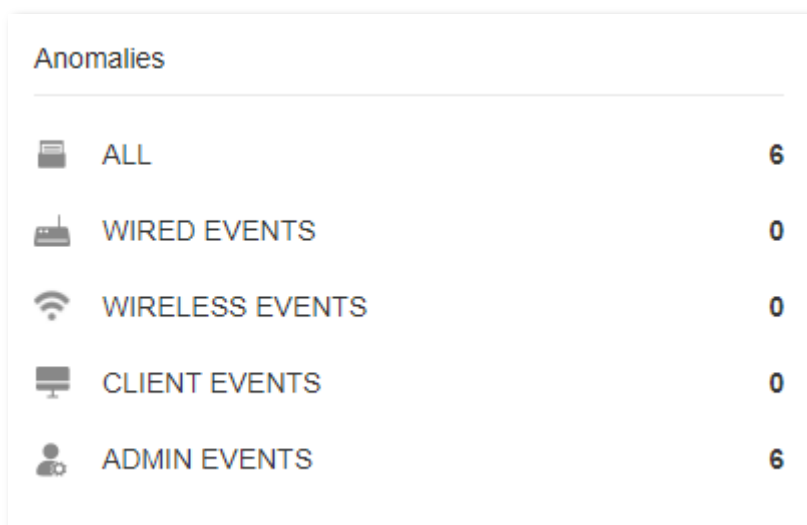 Anomalies
ALL 6
WIRED EVENTS 0
WIRELESS EVENTS 0
CLIENT EVENTS 0
ADMIN EVENTS 6